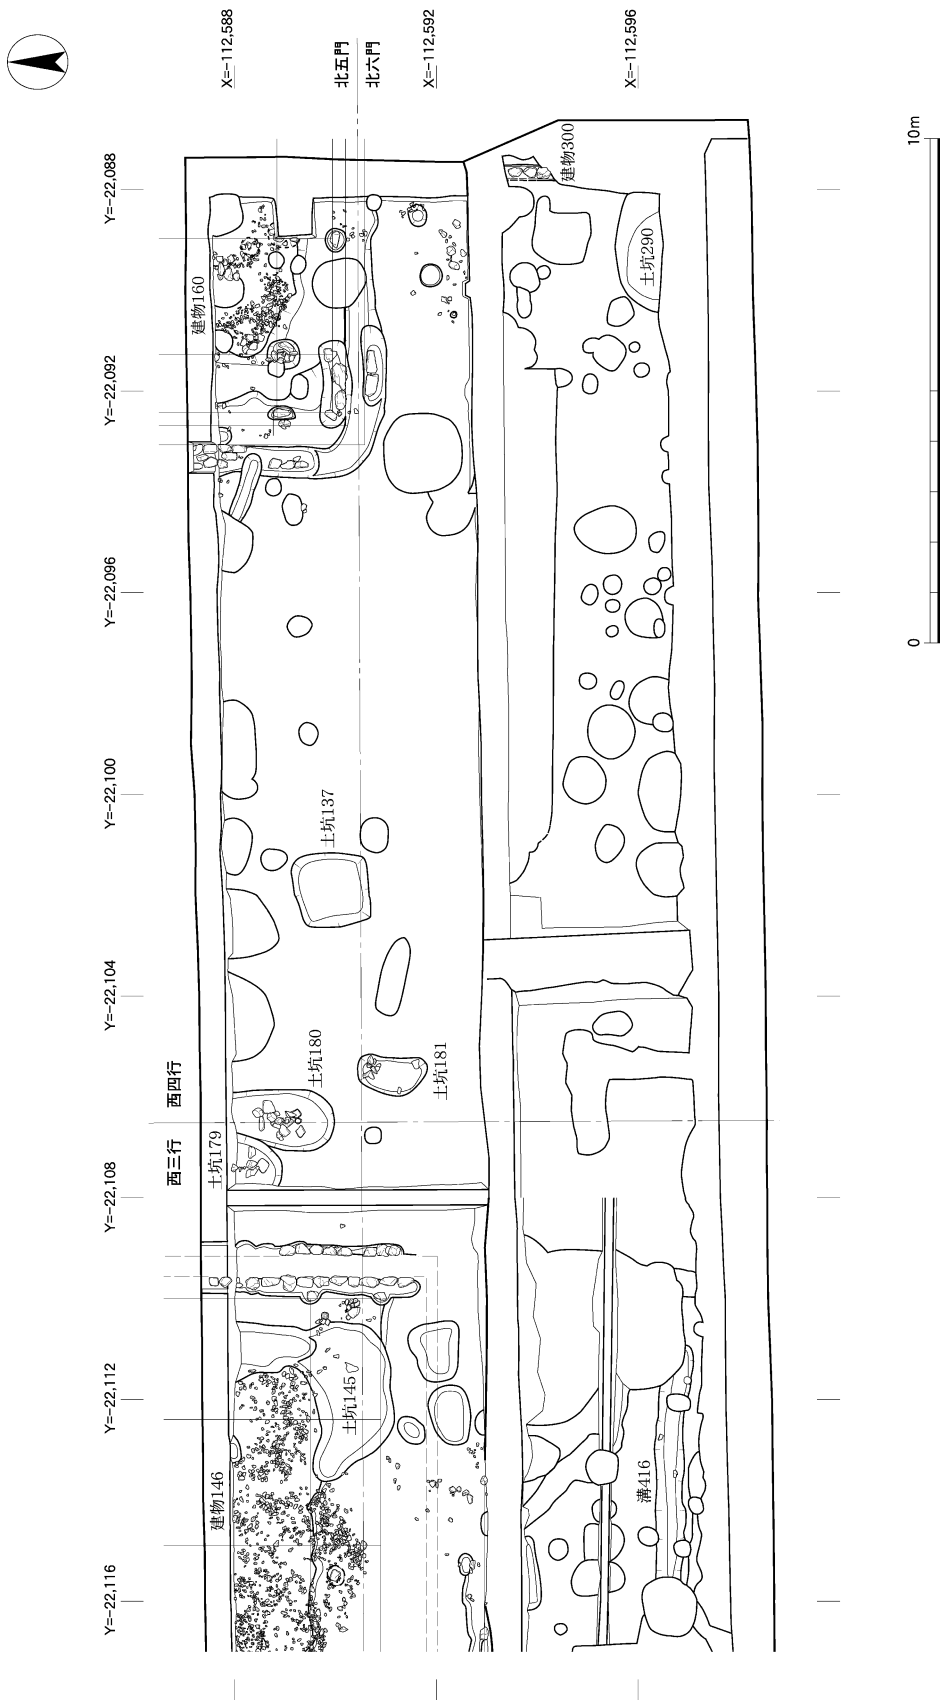 X=-112,588
北五門
北六門
X=-112,592
X=-112,596
10m
0
Y=-22,088
建物300
土坑290
建物160
Y=-22,092
Y=-22,096
Y=-22,100
土坑137
Y=-22,104
土坑180
土坑181
西四行
西三行
土坑179
Y=-22,108
Y=-22,112
土坑145
建物146
溝416
Y=-22,116